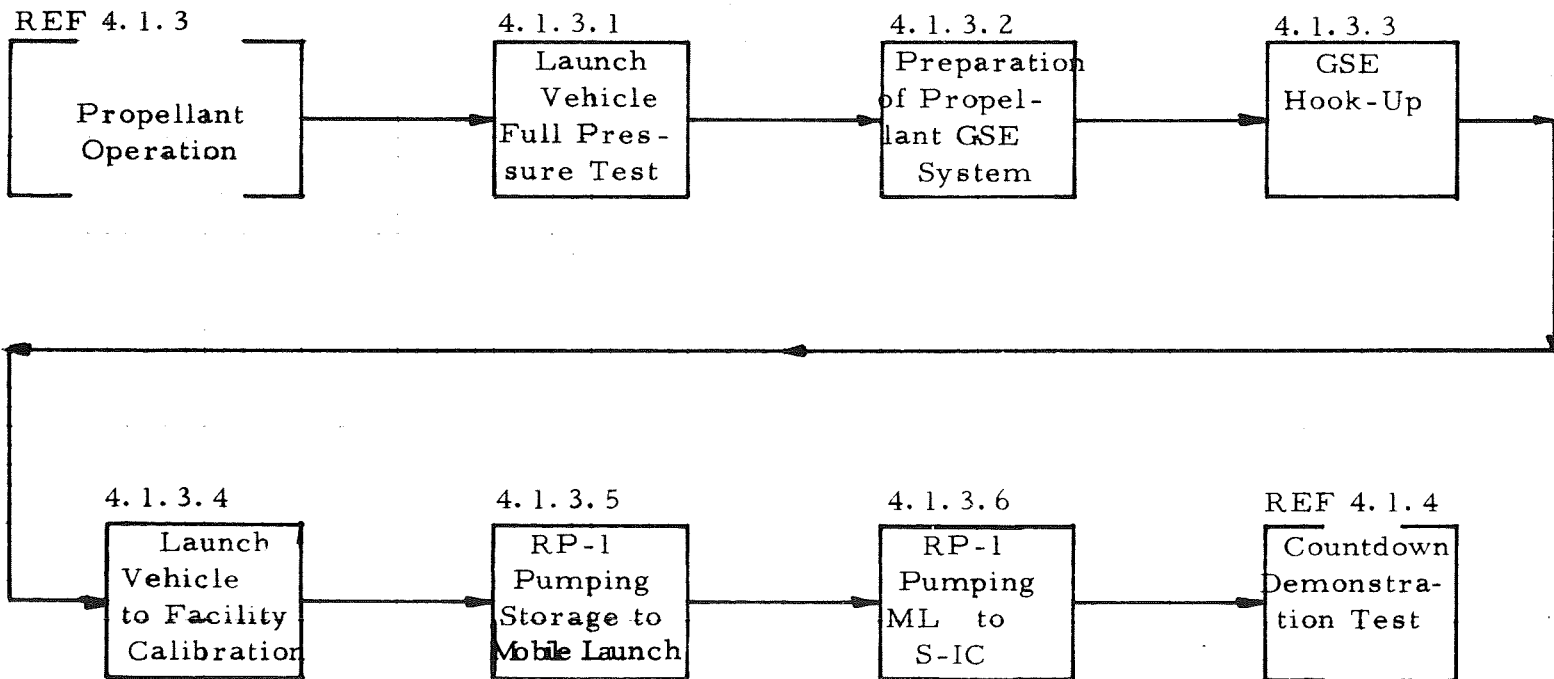 REF 4.1.3
Propellant
Operation
4.1.3.1
Launch
Vehicle
Full Pres-
sure Test
4.1.3.2
Preparation
of Propel-
lant GSE
System
4.1.3.3
GSE
Hook-Up
4.1.3.4
Launch
Vehicle
to Facility
Calibration
4.1.3.5
RP-1
Pumping
Storage to
Mobile Launch
4.1.3.6
RP-1
Pumping
ML to
S-IC
REF 4.1.4
Countdown
Demonstra-
tion Test